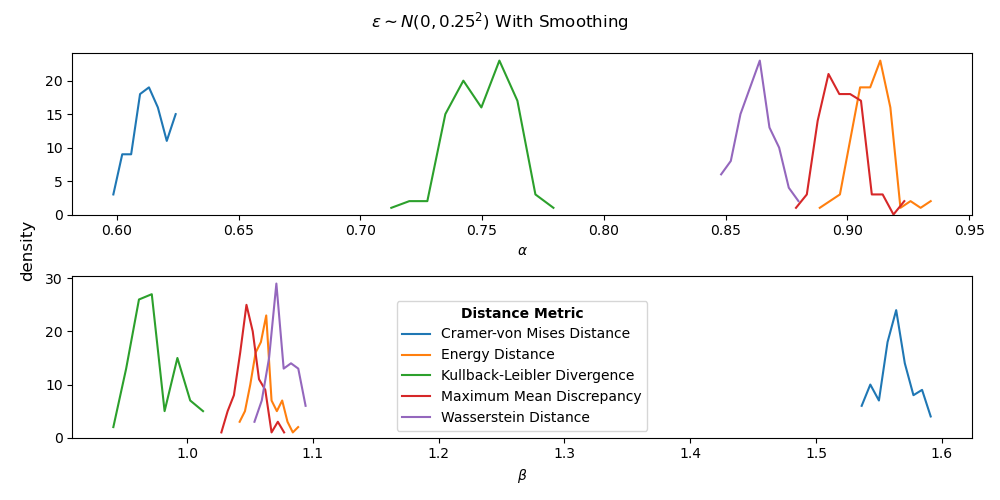 ε ~ N(0, 0.25²) With Smoothing
20
15
10
5
0
0.60 0.65 0.70 0.75 0.80 0.85 0.90 0.95
α
density
30
20
10
0
Distance Metric
Cramer-von Mises Distance
Energy Distance
Kullback-Leibler Divergence
Maximum Mean Discrepancy
Wasserstein Distance
1.0 1.1 1.2 1.3 1.4 1.5 1.6
β